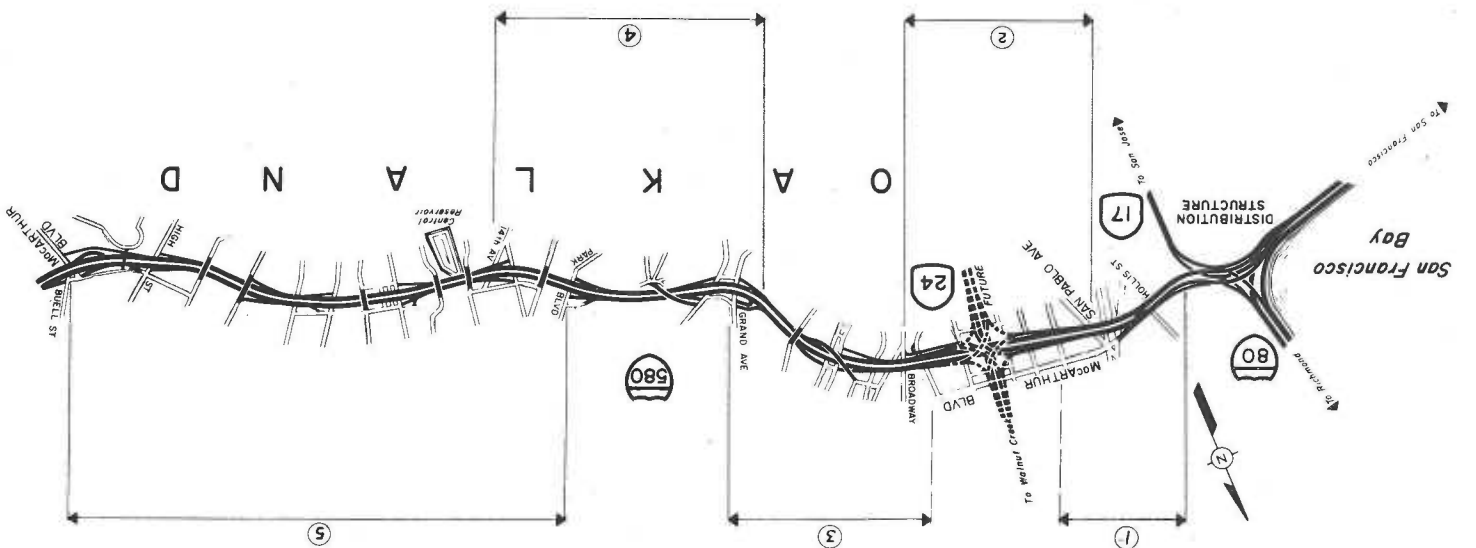 ①
③
⑤
N
To Walnut Creek
To Richmond
80
McARTHUR
BLVD
BROADWAY
580
GRAND AVE
San Francisco
Bay
HOLLIS ST
SAN PABLO AVE
24
FUTURE
PARK
BLVD
14th AV
Central
Reservoir
HIGH
ST
BUELL ST
McARTHUR
BLVD
DISTRIBUTION
STRUCTURE
17
To San Francisco
To San Jose
OAKLAND
②
④